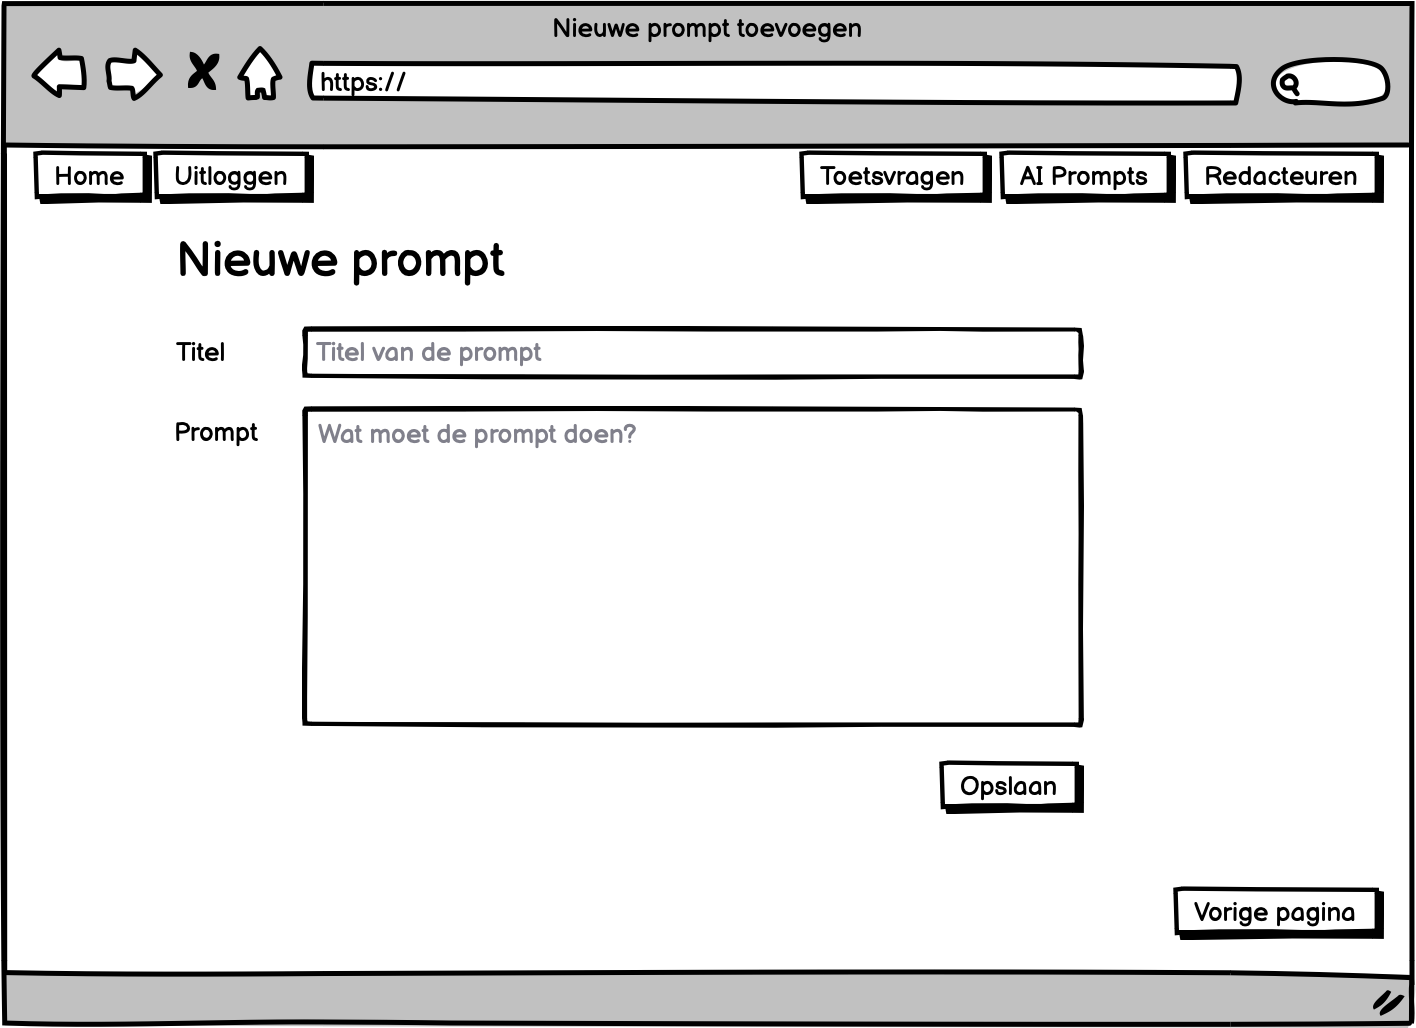 Nieuwe prompt toevoegen
https://
Home Uitloggen Toetsvragen AI Prompts Redacteuren
Nieuwe prompt
Titel Titel van de prompt
Prompt Wat moet de prompt doen?
Opslaan
Vorige pagina